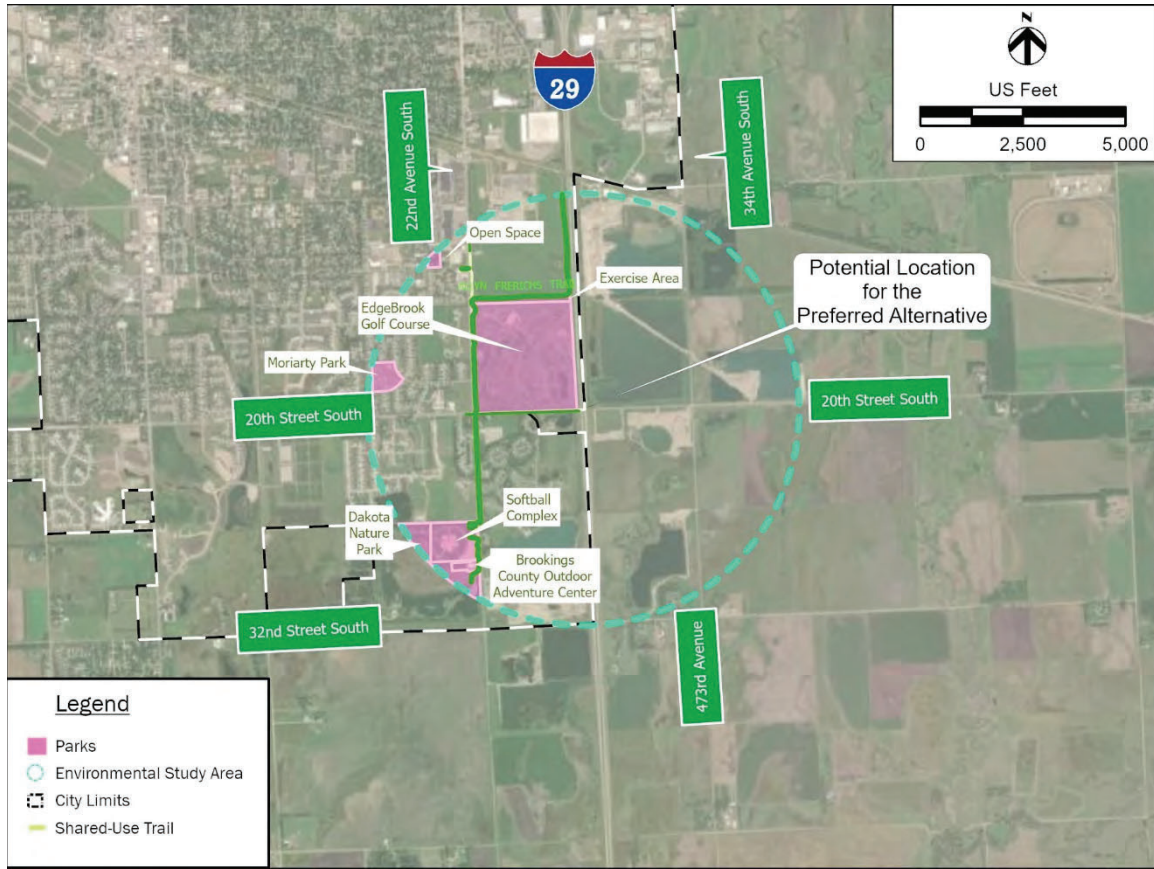 N
US Feet
0 2,500 5,000
29
22nd Avenue South
34th Avenue South
Open Space
FRERICHS TRAIL
Exercise Area
EdgeBrook
Golf Course
Potential Location
for the
Preferred Alternative
Moriarty Park
20th Street South
20th Street South
Dakota
Nature
Park
Softball
Complex
Brookings
County Outdoor
Adventure Center
32nd Street South
473rd Avenue
Legend
Parks
Environmental Study Area
City Limits
Shared-Use Trail